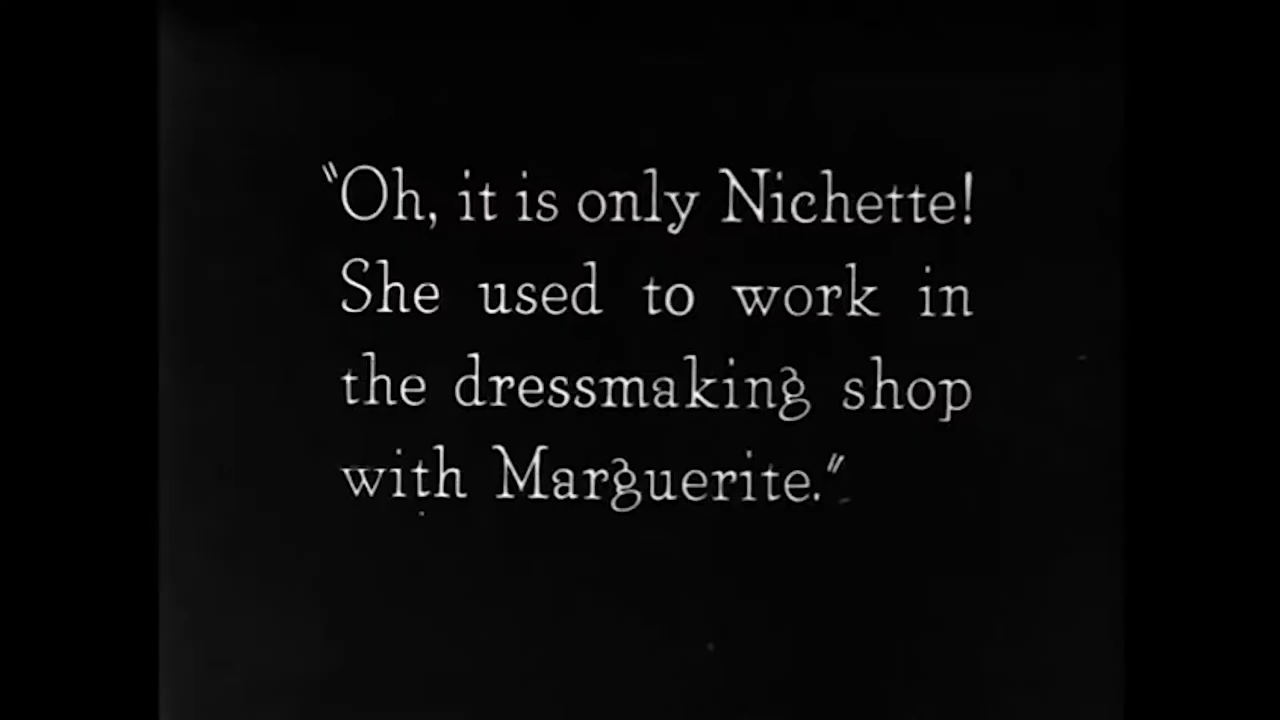 "Oh, it is only Nichette!
She used to work in
the dressmaking shop
with Marguerite."